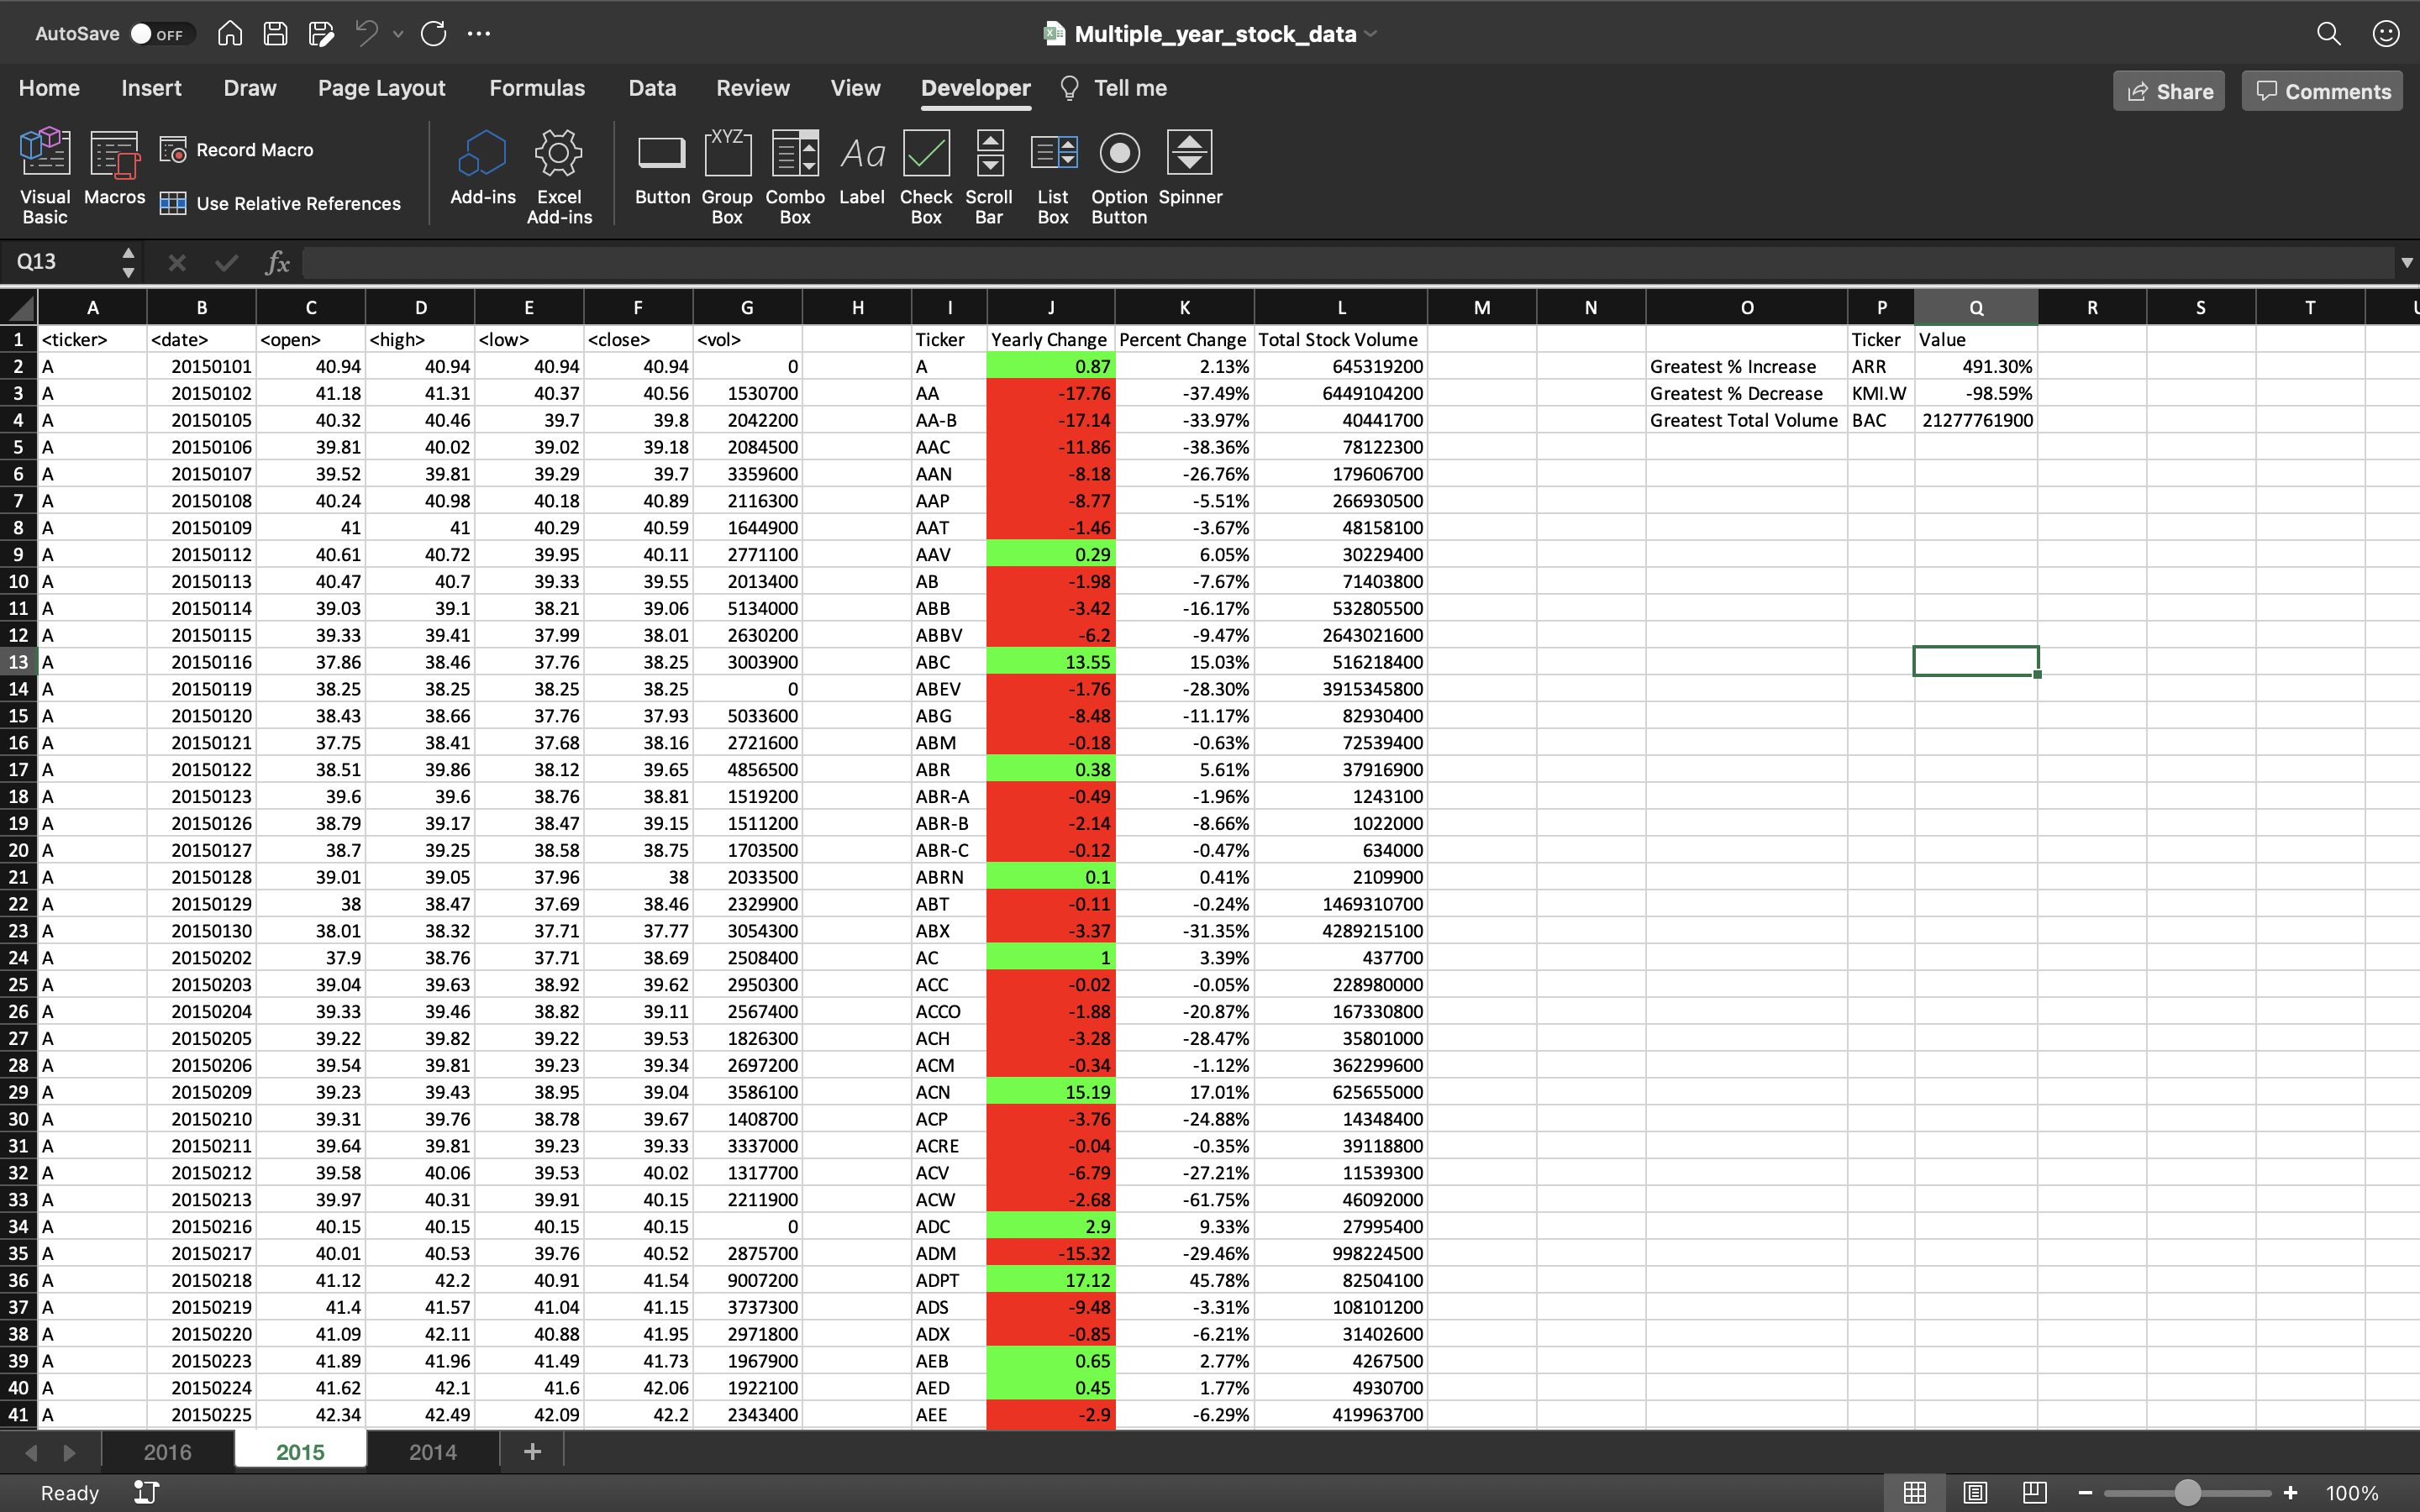 AutoSave OFF Multiple_year_stock_data
Home Insert Draw Page Layout Formulas Data Review View Developer Tell me Share Comments
Visual Basic Macros Record Macro Use Relative References Add-ins Excel Add-ins Button XYZ Group Box Combo Box Aa Label Check Box Scroll Bar List Box Option Button Spinner
Q13 fx
A B C D E F G H I J K L M N O P Q R S T U
1 <ticker> <date> <open> <high> <low> <close> <vol> Ticker Yearly Change Percent Change Total Stock Volume Ticker Value
2 A 20150101 40.94 40.94 40.94 40.94 0 A 0.87 2.13% 645319200 Greatest % Increase ARR 491.30%
3 A 20150102 41.18 41.31 40.37 40.56 1530700 AA -17.76 -37.49% 6449104200 Greatest % Decrease KMI.W -98.59%
4 A 20150105 40.32 40.46 39.7 39.8 2042200 AA-B -17.14 -33.97% 40441700 Greatest Total Volume BAC 21277761900
5 A 20150106 39.81 40.02 39.02 39.18 2084500 AAC -11.86 -38.36% 78122300
6 A 20150107 39.52 39.81 39.29 39.7 3359600 AAN -8.18 -26.76% 179606700
7 A 20150108 40.24 40.98 40.18 40.89 2116300 AAP -8.77 -5.51% 266930500
8 A 20150109 41 41 40.29 40.59 1644900 AAT -1.46 -3.67% 48158100
9 A 20150112 40.61 40.72 39.95 40.11 2771100 AAV 0.29 6.05% 30229400
10 A 20150113 40.47 40.7 39.33 39.55 2013400 AB -1.98 -7.67% 71403800
11 A 20150114 39.03 39.1 38.21 39.06 5134000 ABB -3.42 -16.17% 532805500
12 A 20150115 39.33 39.41 37.99 38.01 2630200 ABBV -6.2 -9.47% 2643021600
13 A 20150116 37.86 38.46 37.76 38.25 3003900 ABC 13.55 15.03% 516218400
14 A 20150119 38.25 38.25 38.25 38.25 0 ABEV -1.76 -28.30% 3915345800
15 A 20150120 38.43 38.66 37.76 37.93 5033600 ABG -8.48 -11.17% 82930400
16 A 20150121 37.75 38.41 37.68 38.16 2721600 ABM -0.18 -0.63% 72539400
17 A 20150122 38.51 39.86 38.12 39.65 4856500 ABR 0.38 5.61% 37916900
18 A 20150123 39.6 39.6 38.76 38.81 1519200 ABR-A -0.49 -1.96% 1243100
19 A 20150126 38.79 39.17 38.47 39.15 1511200 ABR-B -2.14 -8.66% 1022000
20 A 20150127 38.7 39.25 38.58 38.75 1703500 ABR-C -0.12 -0.47% 634000
21 A 20150128 39.01 39.05 37.96 38 2033500 ABRN 0.1 0.41% 2109900
22 A 20150129 38 38.47 37.69 38.46 2329900 ABT -0.11 -0.24% 1469310700
23 A 20150130 38.01 38.32 37.71 37.77 3054300 ABX -3.37 -31.35% 4289215100
24 A 20150202 37.9 38.76 37.71 38.69 2508400 AC 1 3.39% 437700
25 A 20150203 39.04 39.63 38.92 39.62 2950300 ACC -0.02 -0.05% 228980000
26 A 20150204 39.33 39.46 38.82 39.11 2567400 ACCO -1.88 -20.87% 167330800
27 A 20150205 39.22 39.82 39.22 39.53 1826300 ACH -3.28 -28.47% 35801000
28 A 20150206 39.54 39.81 39.23 39.34 2697200 ACM -0.34 -1.12% 362299600
29 A 20150209 39.23 39.43 38.95 39.04 3586100 ACN 15.19 17.01% 625655000
30 A 20150210 39.31 39.76 38.78 39.67 1408700 ACP -3.76 -24.88% 14348400
31 A 20150211 39.64 39.81 39.23 39.33 3337000 ACRE -0.04 -0.35% 39118800
32 A 20150212 39.58 40.06 39.53 40.02 1317700 ACV -6.79 -27.21% 11539300
33 A 20150213 39.97 40.31 39.91 40.15 2211900 ACW -2.68 -61.75% 46092000
34 A 20150216 40.15 40.15 40.15 40.15 0 ADC 2.9 9.33% 27995400
35 A 20150217 40.01 40.53 39.76 40.52 2875700 ADM -15.32 -29.46% 998224500
36 A 20150218 41.12 42.2 40.91 41.54 9007200 ADPT 17.12 45.78% 82504100
37 A 20150219 41.4 41.57 41.04 41.15 3737300 ADS -9.48 -3.31% 108101200
38 A 20150220 41.09 42.11 40.88 41.95 2971800 ADX -0.85 -6.21% 31402600
39 A 20150223 41.89 41.96 41.49 41.73 1967900 AEB 0.65 2.77% 4267500
40 A 20150224 41.62 42.1 41.6 42.06 1922100 AED 0.45 1.77% 4930700
41 A 20150225 42.34 42.49 42.09 42.2 2343400 AEE -2.9 -6.29% 419963700
2016 2015 2014
Ready 100%